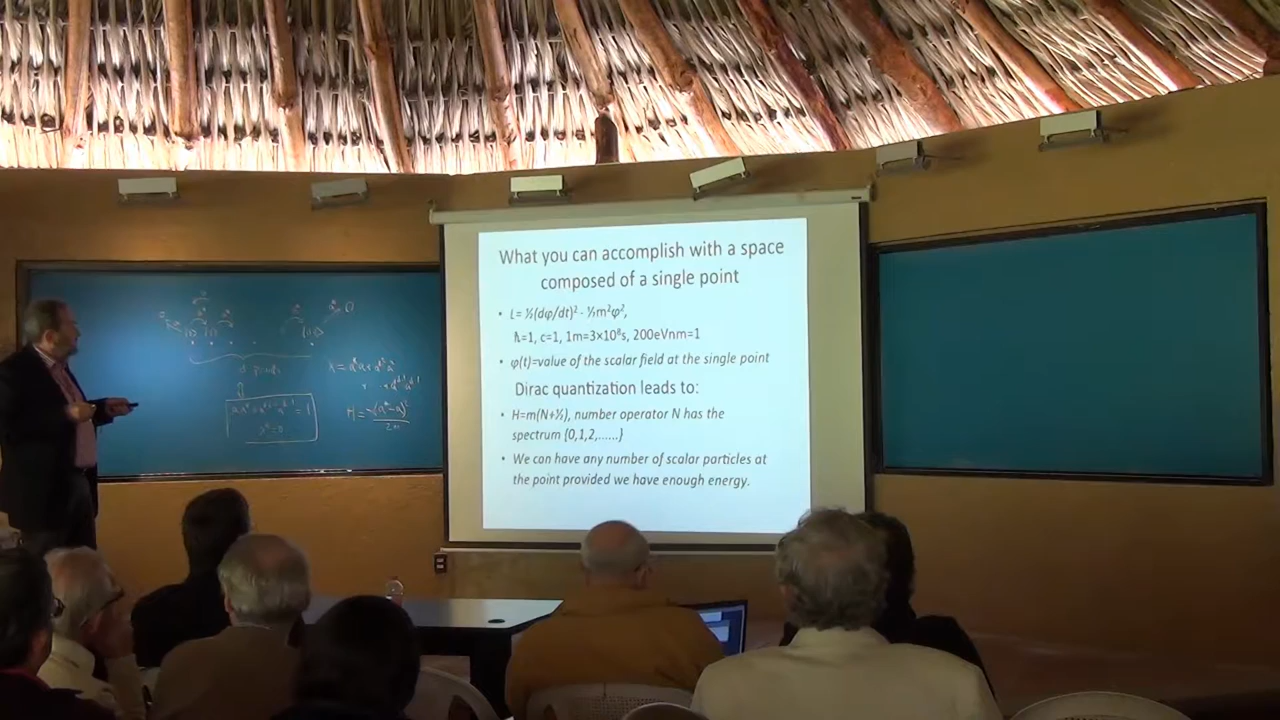 What you can accomplish with a space
composed of a single point
• L= ½(dφ/dt)² - ½m²φ²,
ħ=1, c=1, 1m=3×10⁸s, 200eVnm=1
• φ(t)=value of the scalar field at the single point
Dirac quantization leads to:
• H=m(N+½), number operator N has the
spectrum {0,1,2,......}
• We can have any number of scalar particles at
the point provided we have enough energy.